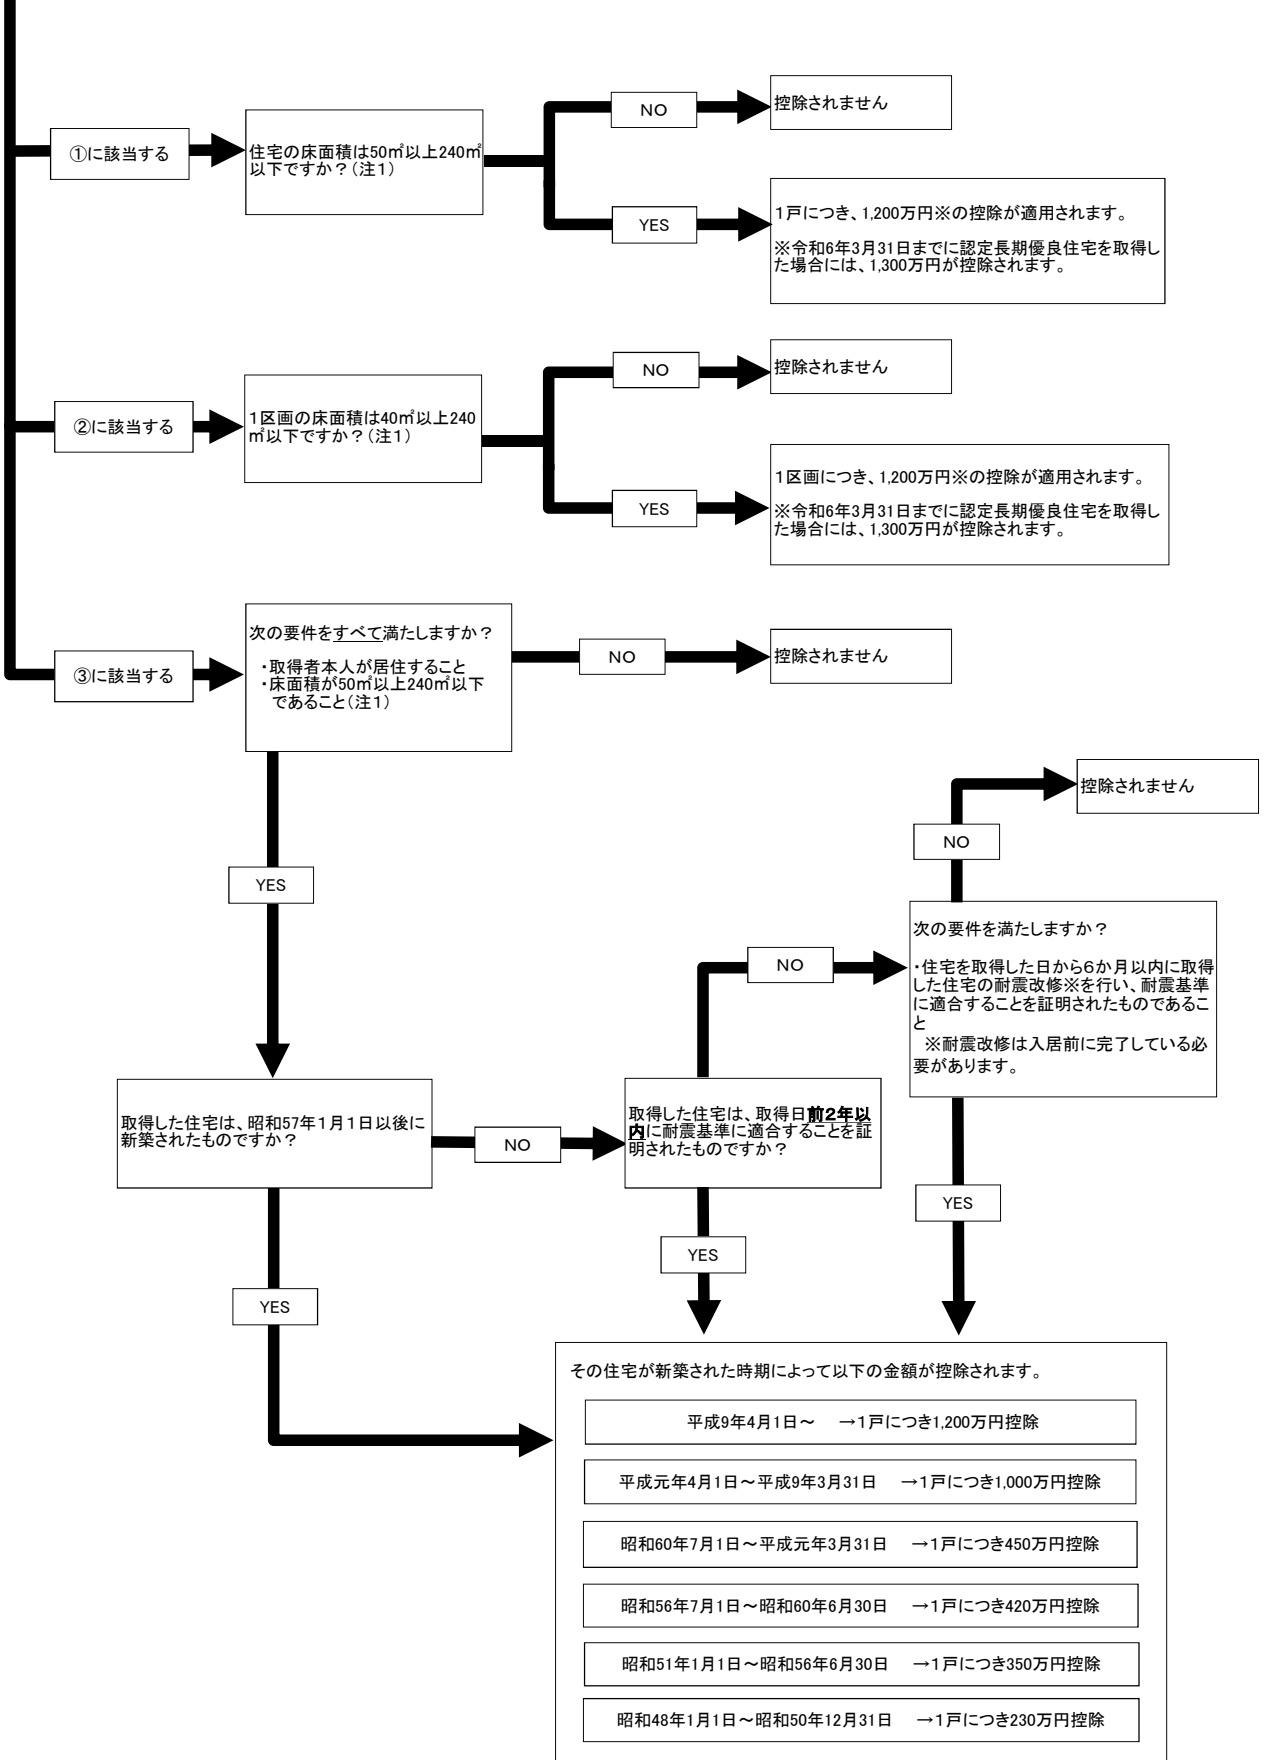 NO
控除されません
①に該当する
住宅の床面積は50㎡以上240㎡
以下ですか？（注１）
YES
１戸につき、1,200万円※の控除が適用されます。
※令和6年3月31日までに認定長期優良住宅を取得し
た場合には、1,300万円が控除されます。
NO
控除されません
②に該当する
１区画の床面積は40㎡以上240
㎡以下ですか？（注１）
YES
１区画につき、1,200万円※の控除が適用されます。
※令和6年3月31日までに認定長期優良住宅を取得し
た場合には、1,300万円が控除されます。
③に該当する
次の要件をすべて満たしますか？
・取得者本人が居住すること
・床面積が50㎡以上240㎡以下
であること（注１）
NO
控除されません
YES
控除されません
NO
次の要件を満たしますか？
・住宅を取得した日から６か月以内に取得
した住宅の耐震改修※を行い、耐震基準
に適合することを証明されたものであるこ
と
※耐震改修は入居前に完了している必
要があります。
NO
取得した住宅は、昭和57年１月１日以後に
新築されたものですか？
NO
取得した住宅は、取得日前２年以
内に耐震基準に適合することを証
明されたものですか？
YES
YES
YES
その住宅が新築された時期によって以下の金額が控除されます。
平成9年4月1日～　→１戸につき1,200万円控除
平成元年4月1日～平成9年3月31日　→１戸につき1,000万円控除
昭和60年7月1日～平成元年3月31日　→１戸につき450万円控除
昭和56年7月1日～昭和60年6月30日　→１戸につき420万円控除
昭和51年1月1日～昭和56年6月30日　→１戸につき350万円控除
昭和48年1月1日～昭和50年12月31日　→１戸につき230万円控除